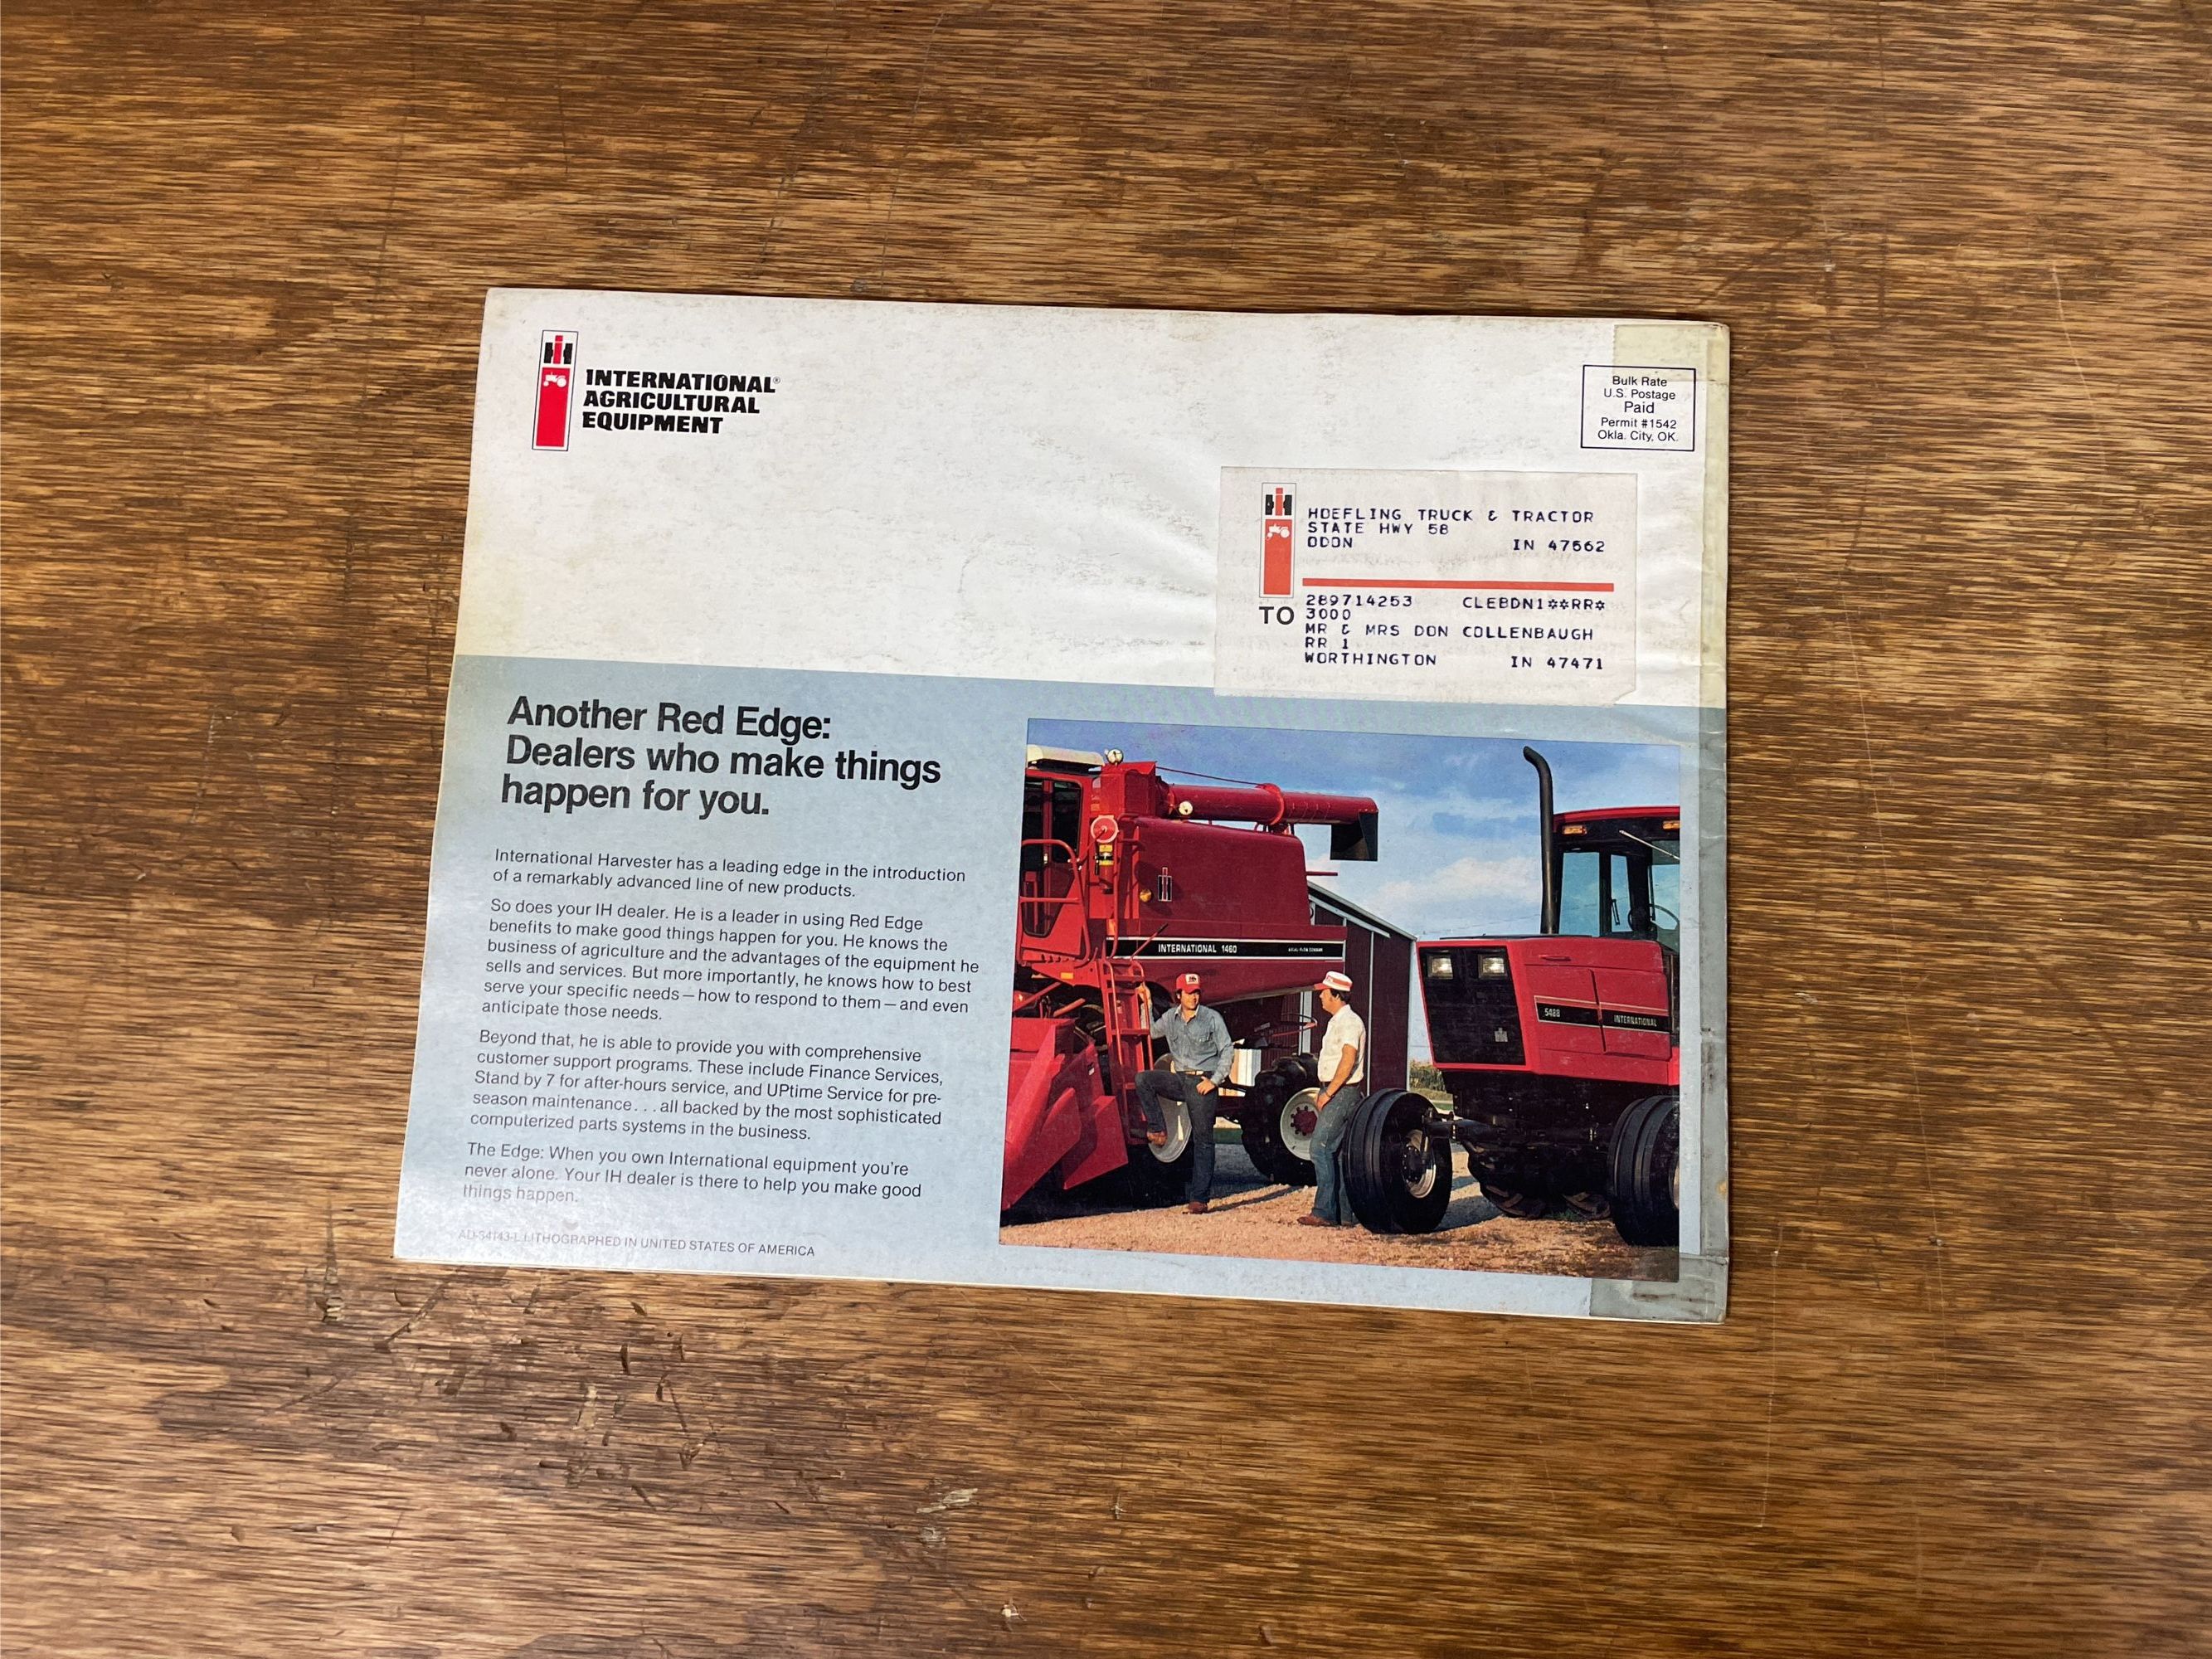 INTERNATIONAL®
AGRICULTURAL
EQUIPMENT
Bulk Rate
U.S. Postage
Paid
Permit #1542
Okla. City, OK.
HOEFLING TRUCK & TRACTOR
STATE HWY 58
ODON IN 47562
TO
289714253 CLEBDN1**RR*
3000
MR & MRS DON COLLENBAUGH
RR 1
WORTHINGTON IN 47471
Another Red Edge:
Dealers who make things
happen for you.
International Harvester has a leading edge in the introduction
of a remarkably advanced line of new products.
So does your IH dealer. He is a leader in using Red Edge
benefits to make good things happen for you. He knows the
business of agriculture and the advantages of the equipment he
sells and services. But more importantly, he knows how to best
serve your specific needs—how to respond to them—and even
anticipate those needs.
Beyond that, he is able to provide you with comprehensive
customer support programs. These include Finance Services,
Stand by 7 for after-hours service, and UPtime Service for pre-
season maintenance...all backed by the most sophisticated
computerized parts systems in the business.
The Edge: When you own International equipment you're
never alone. Your IH dealer is there to help you make good
things happen.
AD-54143-L LITHOGRAPHED IN UNITED STATES OF AMERICA
INTERNATIONAL 1460
5488 INTERNATIONAL